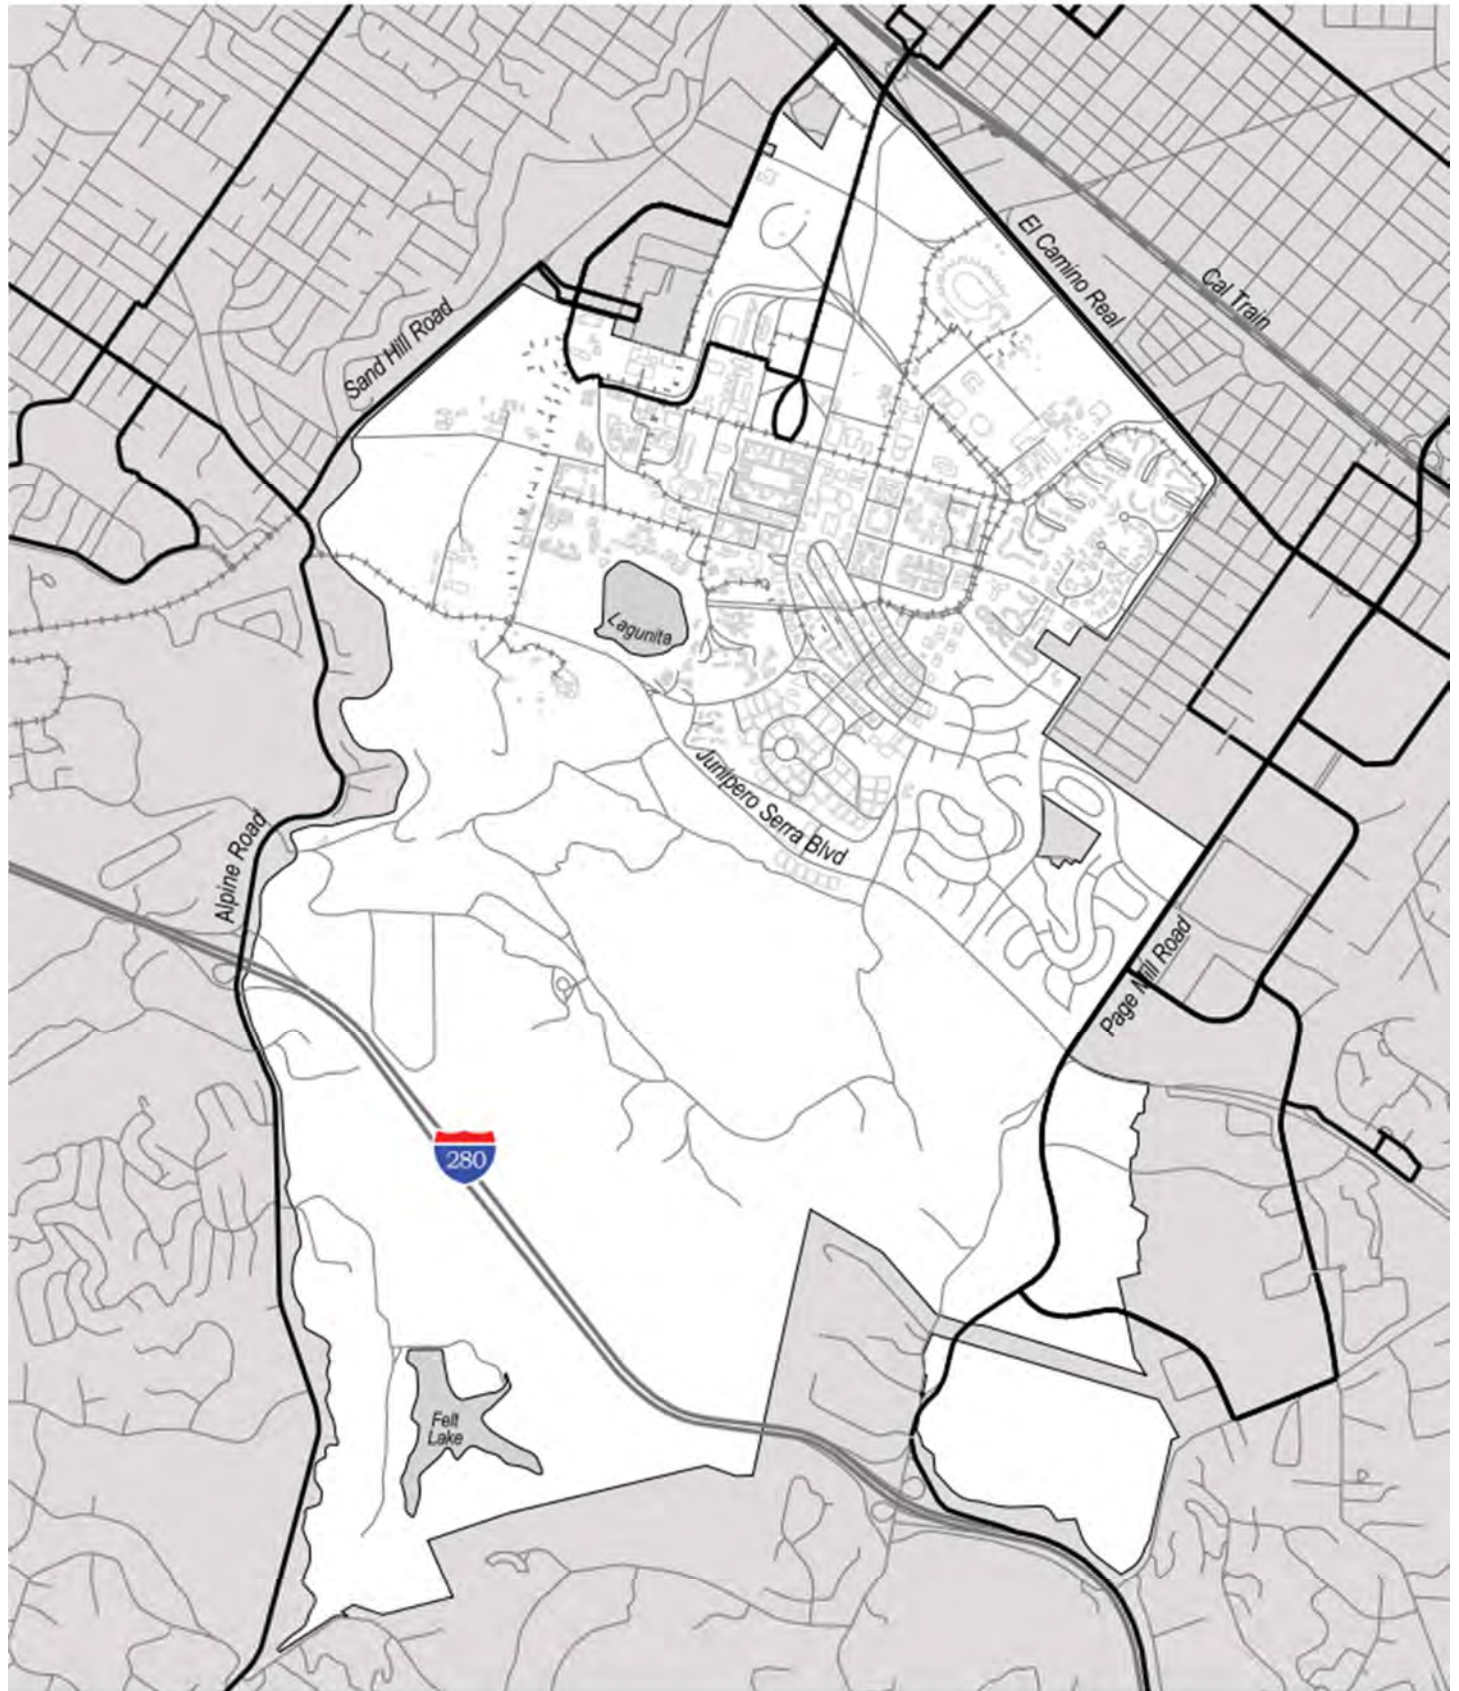 El Camino Real
Cal Train
Sand Hill Road
Lagunita
Junipero Serra Blvd
Alpine Road
Page Mill Road
280
Felt
Lake